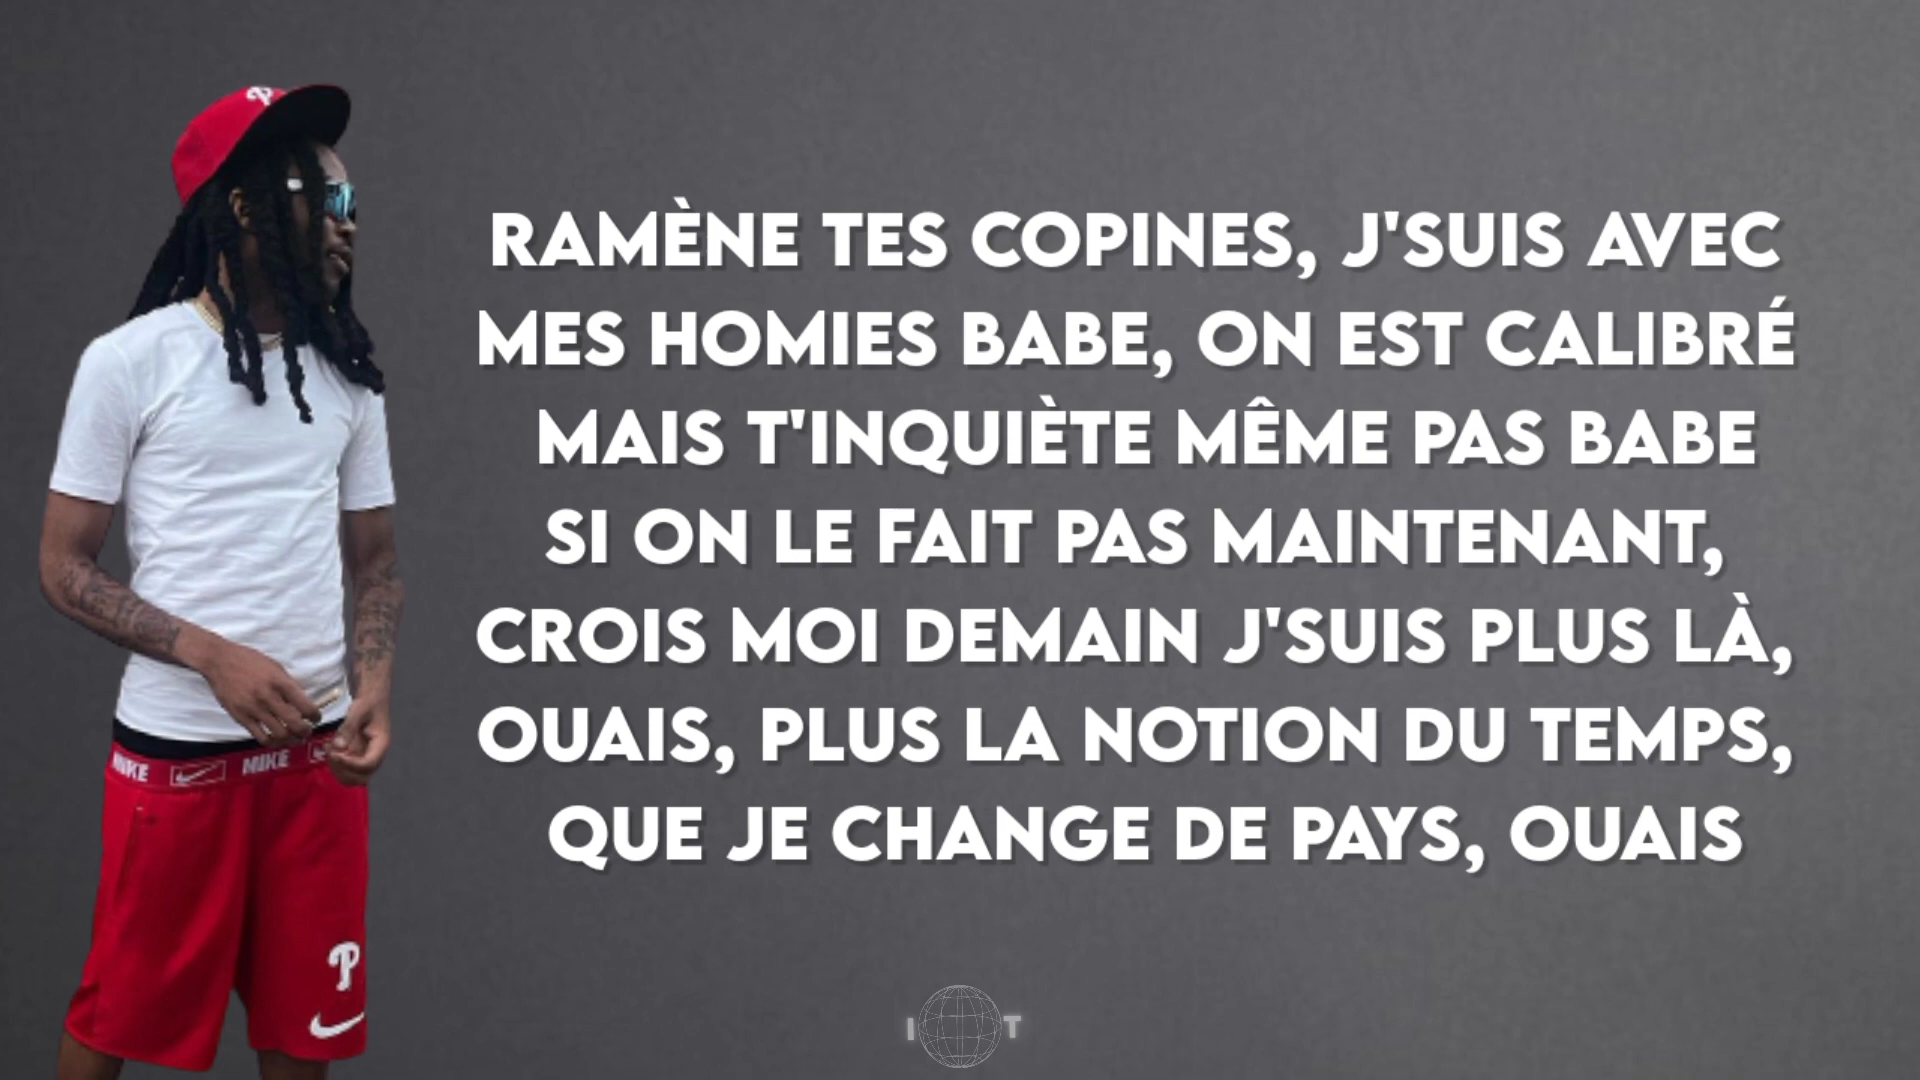 RAMÈNE TES COPINES, J'SUIS AVEC
MES HOMIES BABE, ON EST CALIBRÉ
MAIS T'INQUIÈTE MÊME PAS BABE
SI ON LE FAIT PAS MAINTENANT,
CROIS MOI DEMAIN J'SUIS PLUS LÀ,
OUAIS, PLUS LA NOTION DU TEMPS,
QUE JE CHANGE DE PAYS, OUAIS
P
NIKE NIKE
P
I T